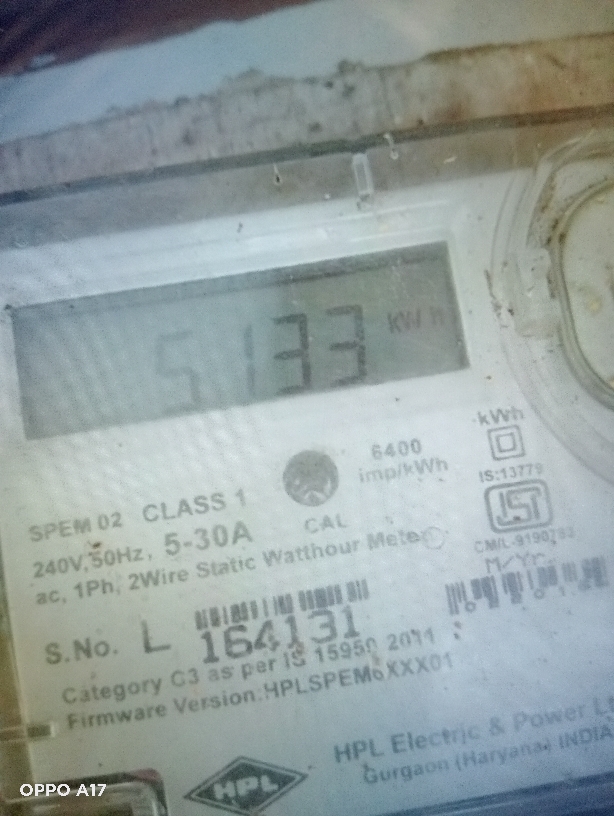 5133 kWh
kWh
6400
imp/kWh
IS:13779
SPEM 02 CLASS 1
CAL
240V, 50Hz, 5-30A
ac, 1Ph, 2Wire Static Watthour Meter
M/Yr.
S.No. L 164131
Category C3 as per IS 15959 2011
Firmware Version:HPLSPEM
HPL Electric & Power
Gurgaon (Haryana) INDIA
HPL
OPPO A17